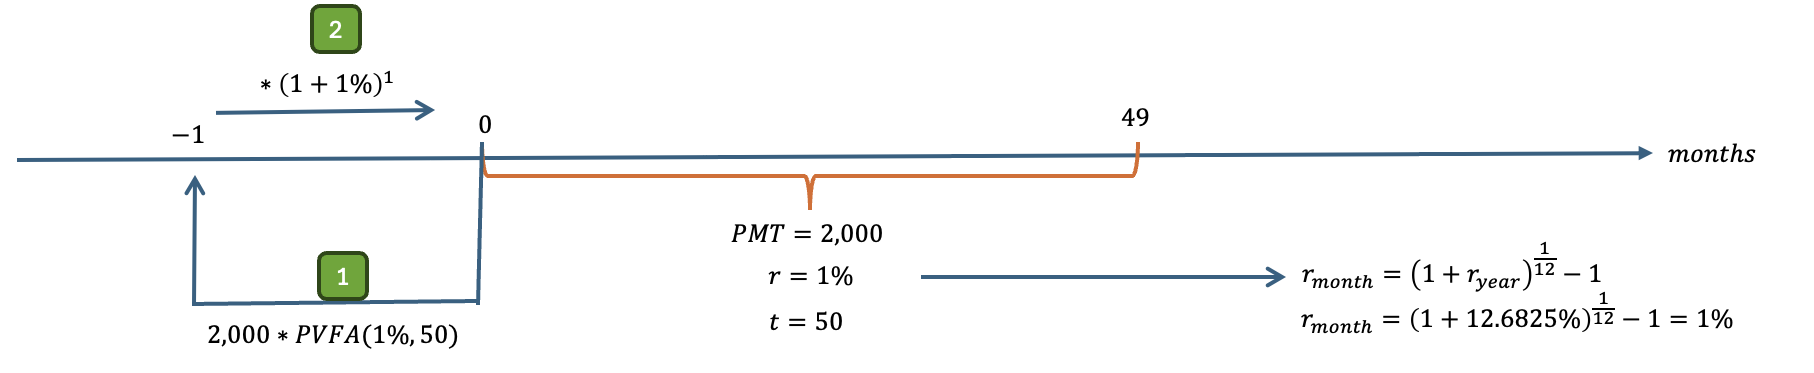 2
∗ (1 + 1%)¹
−1
0
49
months
PMT = 2,000
r = 1%
t = 50
1
2,000 ∗ PVFA(1%, 50)
r_month = (1 + r_year)^(1/12) − 1
r_month = (1 + 12.6825%)^(1/12) − 1 = 1%